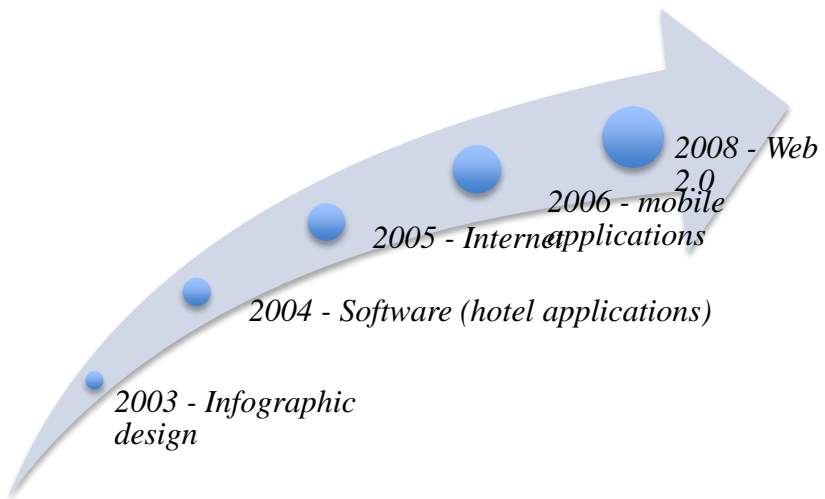 2003 - Infographic
design
2004 - Software (hotel applications)
2005 - Internet
2006 - mobile
applications
2008 - Web
2.0